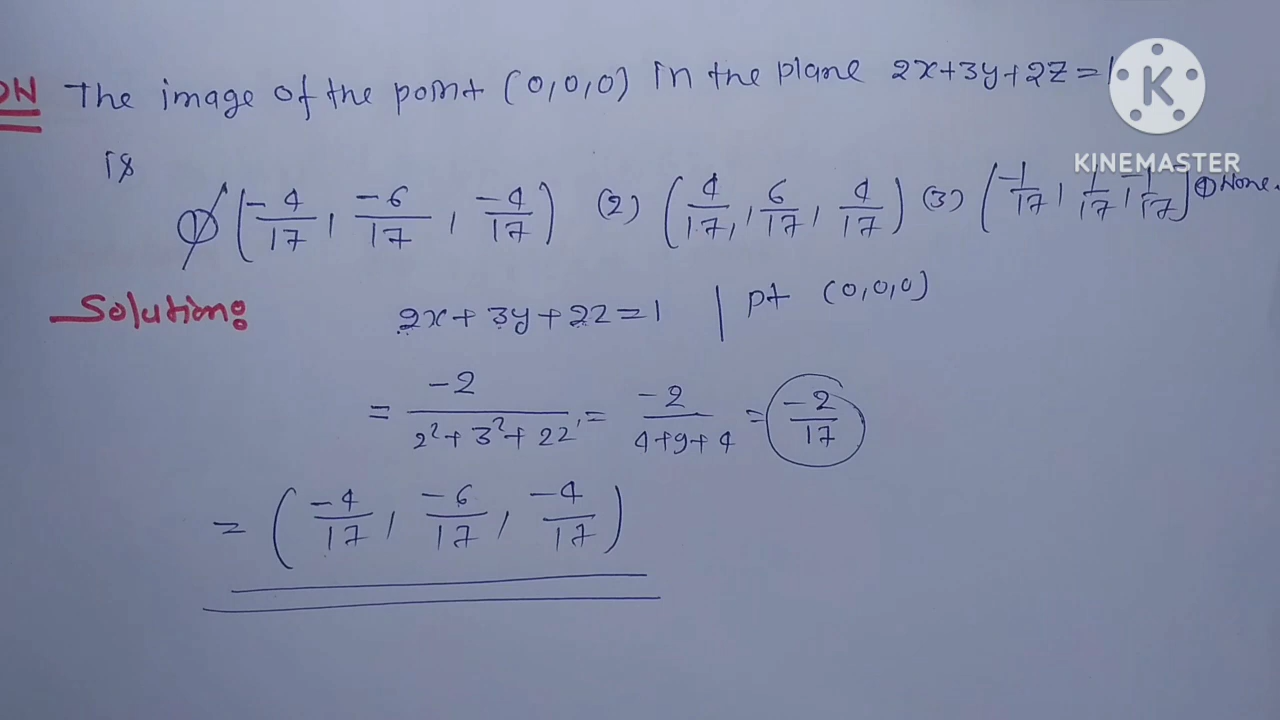 ON The image of the point (0,0,0) in the plane 2x+3y+2z=1
is
KINEMASTER
(1) (-4/17, -6/17, -4/17) (2) (4/17, 6/17, 4/17) (3) (-1/17, 1/17, -1/17] (4) None.
Solution:
2x+3y+2z=1 | pt (0,0,0)
= -2/(2²+3²+22) = -2/(4+9+4) = -2/17
= (-4/17, -6/17, -4/17)